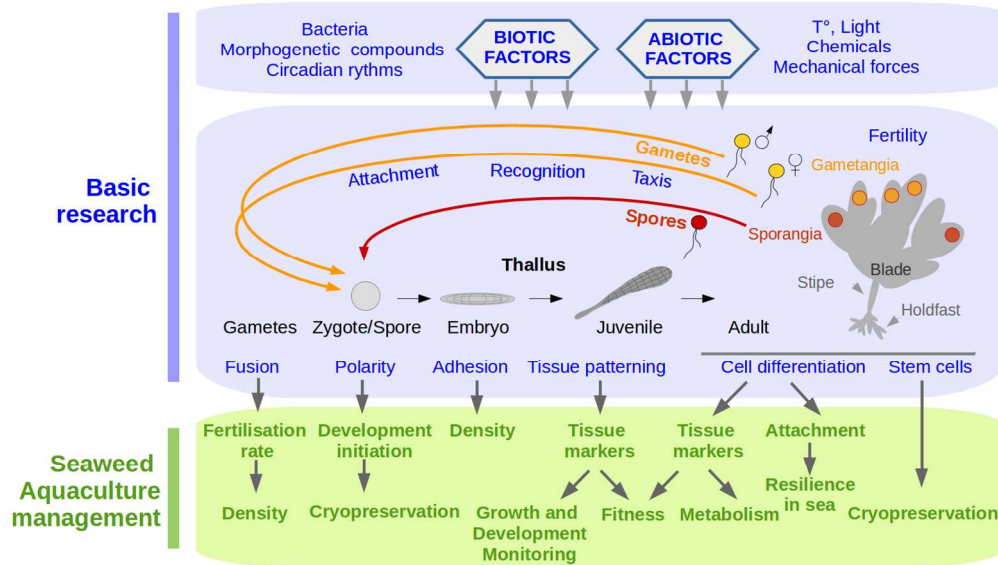 Bacteria
Morphogenetic compounds
Circadian rythms
BIOTIC
FACTORS
ABIOTIC
FACTORS
T°, Light
Chemicals
Mechanical forces
Basic
research
Gametes
♂
♀
Fertility
Gametangia
Attachment
Recognition
Taxis
Spores
Sporangia
Thallus
Blade
Stipe
Holdfast
Gametes
Zygote/Spore
Embryo
Juvenile
Adult
Fusion
Polarity
Adhesion
Tissue patterning
Cell differentiation
Stem cells
Seaweed
Aquaculture
management
Fertilisation
rate
Development
initiation
Density
Tissue
markers
Tissue
markers
Attachment
Density
Cryopreservation
Growth and
Development
Monitoring
Fitness
Metabolism
Resilience
in sea
Cryopreservation